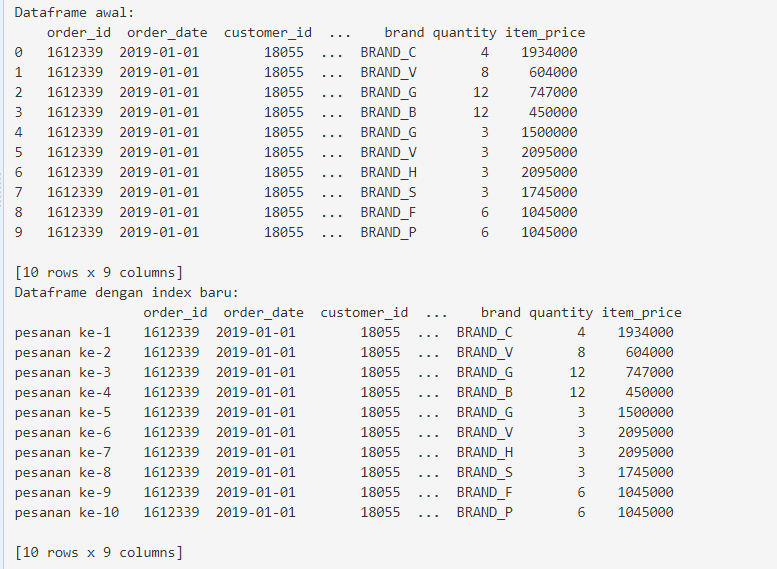 Dataframe awal:
order_id order_date customer_id ... brand quantity item_price
0 1612339 2019-01-01 18055 ... BRAND_C 4 1934000
1 1612339 2019-01-01 18055 ... BRAND_V 8 604000
2 1612339 2019-01-01 18055 ... BRAND_G 12 747000
3 1612339 2019-01-01 18055 ... BRAND_B 12 450000
4 1612339 2019-01-01 18055 ... BRAND_G 3 1500000
5 1612339 2019-01-01 18055 ... BRAND_V 3 2095000
6 1612339 2019-01-01 18055 ... BRAND_H 3 2095000
7 1612339 2019-01-01 18055 ... BRAND_S 3 1745000
8 1612339 2019-01-01 18055 ... BRAND_F 6 1045000
9 1612339 2019-01-01 18055 ... BRAND_P 6 1045000
[10 rows x 9 columns]
Dataframe dengan index baru:
order_id order_date customer_id ... brand quantity item_price
pesanan ke-1 1612339 2019-01-01 18055 ... BRAND_C 4 1934000
pesanan ke-2 1612339 2019-01-01 18055 ... BRAND_V 8 604000
pesanan ke-3 1612339 2019-01-01 18055 ... BRAND_G 12 747000
pesanan ke-4 1612339 2019-01-01 18055 ... BRAND_B 12 450000
pesanan ke-5 1612339 2019-01-01 18055 ... BRAND_G 3 1500000
pesanan ke-6 1612339 2019-01-01 18055 ... BRAND_V 3 2095000
pesanan ke-7 1612339 2019-01-01 18055 ... BRAND_H 3 2095000
pesanan ke-8 1612339 2019-01-01 18055 ... BRAND_S 3 1745000
pesanan ke-9 1612339 2019-01-01 18055 ... BRAND_F 6 1045000
pesanan ke-10 1612339 2019-01-01 18055 ... BRAND_P 6 1045000
[10 rows x 9 columns]